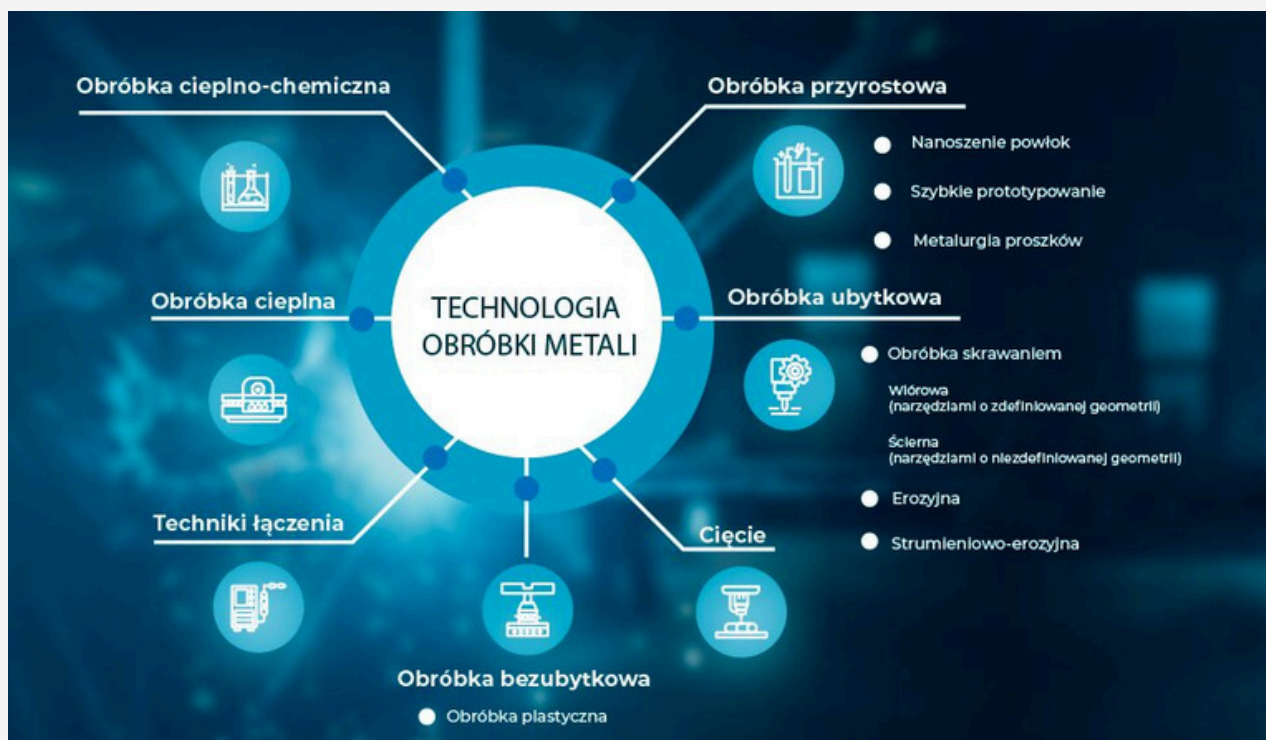 Obróbka cieplno-chemiczna
Obróbka przyrostowa
Nanoszenie powłok
Szybkie prototypowanie
Metalurgia proszków
Obróbka cieplna
TECHNOLOGIA
OBRÓBKI METALI
Obróbka ubytkowa
Obróbka skrawaniem
Wiórowa
(narzędziami o zdefiniowanej geometrii)
Ścierna
(narzędziami o niezdefiniowanej geometrii)
Erozyjna
Strumieniowo-erozyjna
Techniki łączenia
Cięcie
Obróbka bezubytkowa
Obróbka plastyczna